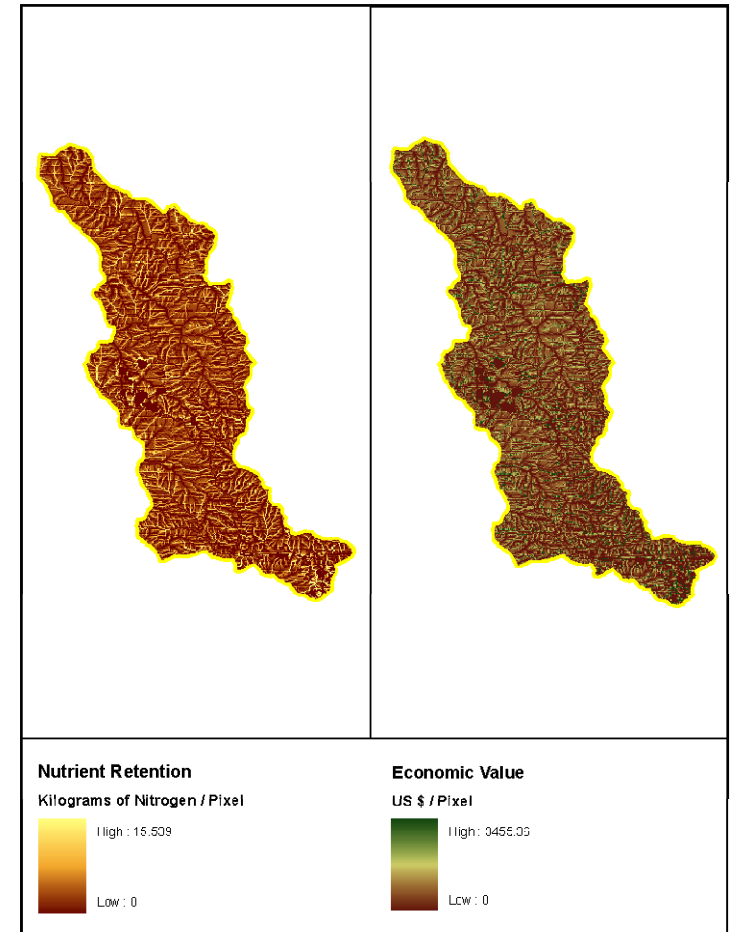 Nutrient Retention
Kilograms of Nitrogen / Pixel
High : 15.509
Low : 0
Economic Value
US $ / Pixel
High :
Low : 0